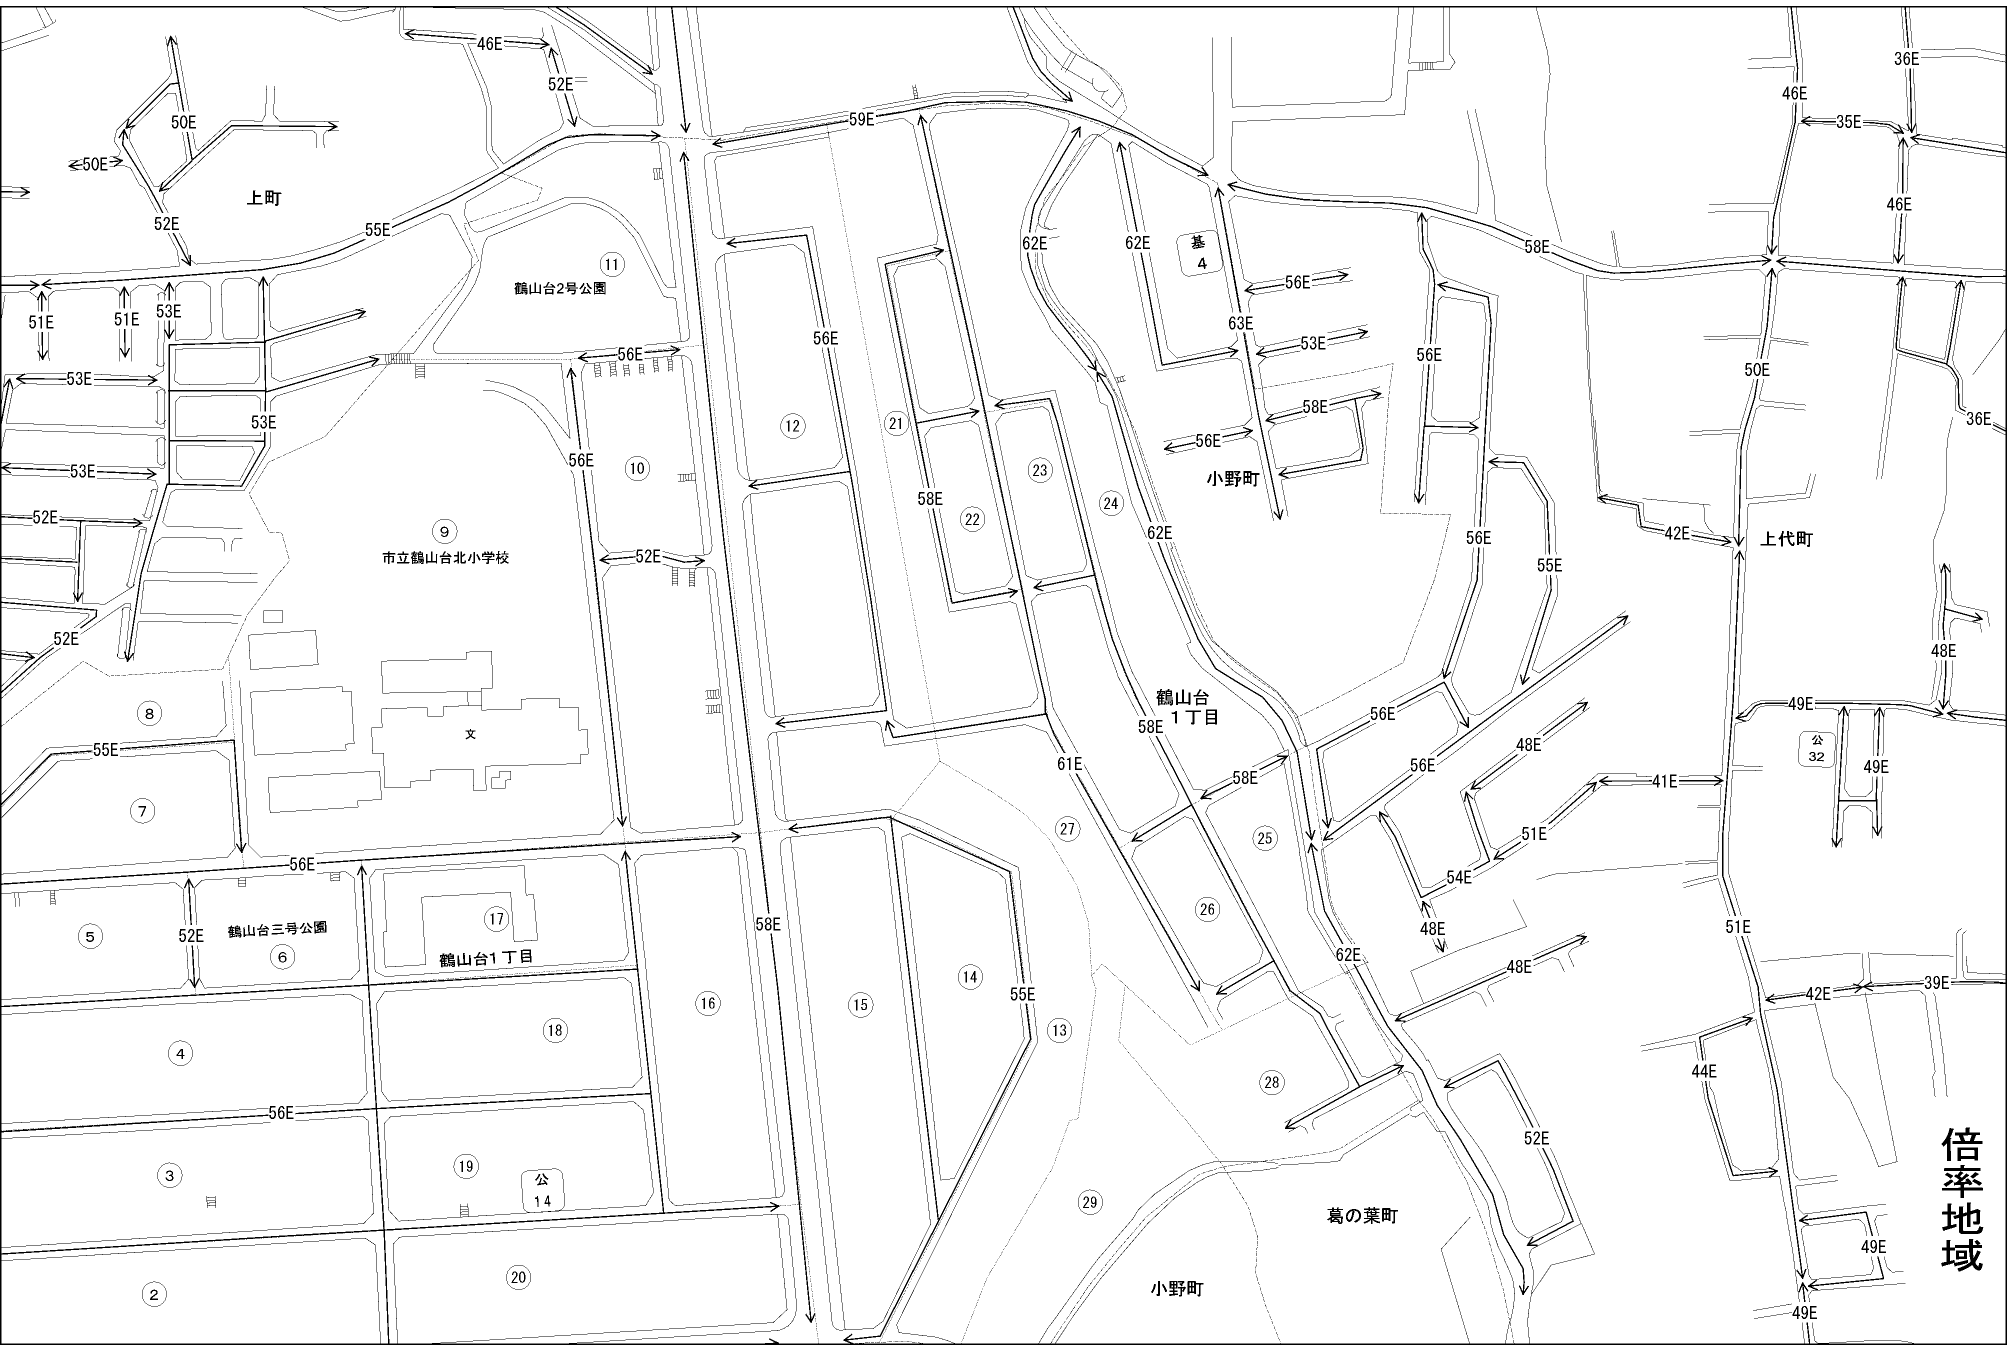 46E
52E
50E
50E
52E
上町
55E
59E
46E
36E
35E
46E
62E
62E
基
4
58E
56E
63E
53E
⑪
鶴山台2号公園
56E
56E
51E
51E
53E
53E
53E
53E
52E
52E
56E
⑩
52E
⑨
市立鶴山台北小学校
文
⑫
㉑
58E
㉒
㉓
㉔
62E
58E
56E
小野町
56E
56E
55E
50E
36E
42E
上代町
48E
⑧
55E
⑦
鶴山台
1丁目
58E
61E
58E
56E
56E
48E
51E
41E
49E
公
32
49E
56E
㉗
㉕
54E
48E
⑤
52E
鶴山台三号公園
⑥
⑰
鶴山台1丁目
58E
㉖
62E
48E
51E
⑭
55E
⑬
⑮
⑯
⑱
④
42E
39E
56E
㉘
44E
③
⑲
公
14
㉙
52E
葛の葉町
倍率地域
49E
②
⑳
小野町
49E